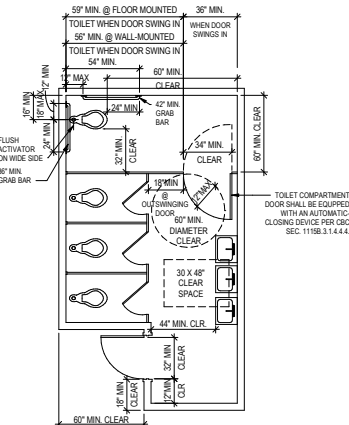 59" MIN. @ FLOOR MOUNTED
TOILET WHEN DOOR SWING IN
56" MIN. @ WALL-MOUNTED
TOILET WHEN DOOR SWING IN
54" MIN.
36" MIN.
WHEN DOOR
SWINGS IN
12" MAX
60" MIN.
CLEAR
12" MIN
16" MIN
18" MAX
24" MIN
24" MIN.
42" MIN.
GRAB
BAR
FLUSH
ACTIVATOR
ON WIDE SIDE
36" MIN.
GRAB BAR
32" MIN.
CLEAR
34" MIN.
CLEAR
60" MIN. CLEAR
18" MIN
@
OUTSWINGING
DOOR
12" MAX
60" MIN.
DIAMETER
CLEAR
TOILET COMPARTMENT
DOOR SHALL BE EQUIPPED
WITH AN AUTOMATIC-
CLOSING DEVICE PER CBC
SEC. 1115B.3.1.4.4.4.
30 X 48"
CLEAR
SPACE
44" MIN. CLR.
32" MIN
CLEAR
18" MIN
CLEAR
12" MIN
CLR
60" MIN. CLEAR